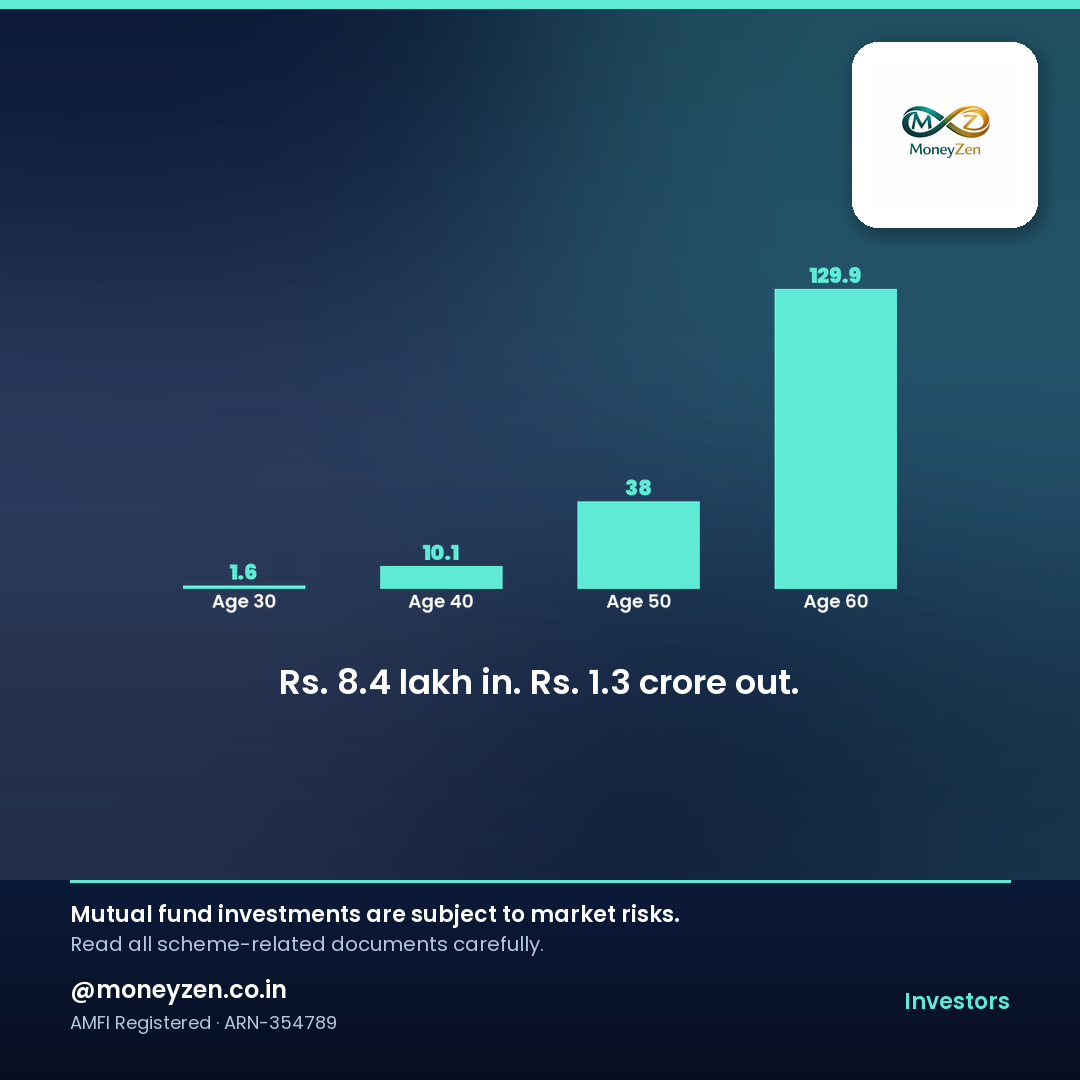 MZ
MoneyZen
129.9
38
10.1
1.6
Age 30 Age 40 Age 50 Age 60
Rs. 8.4 lakh in. Rs. 1.3 crore out.
Mutual fund investments are subject to market risks.
Read all scheme-related documents carefully.
@moneyzen.co.in
AMFI Registered · ARN-354789
Investors